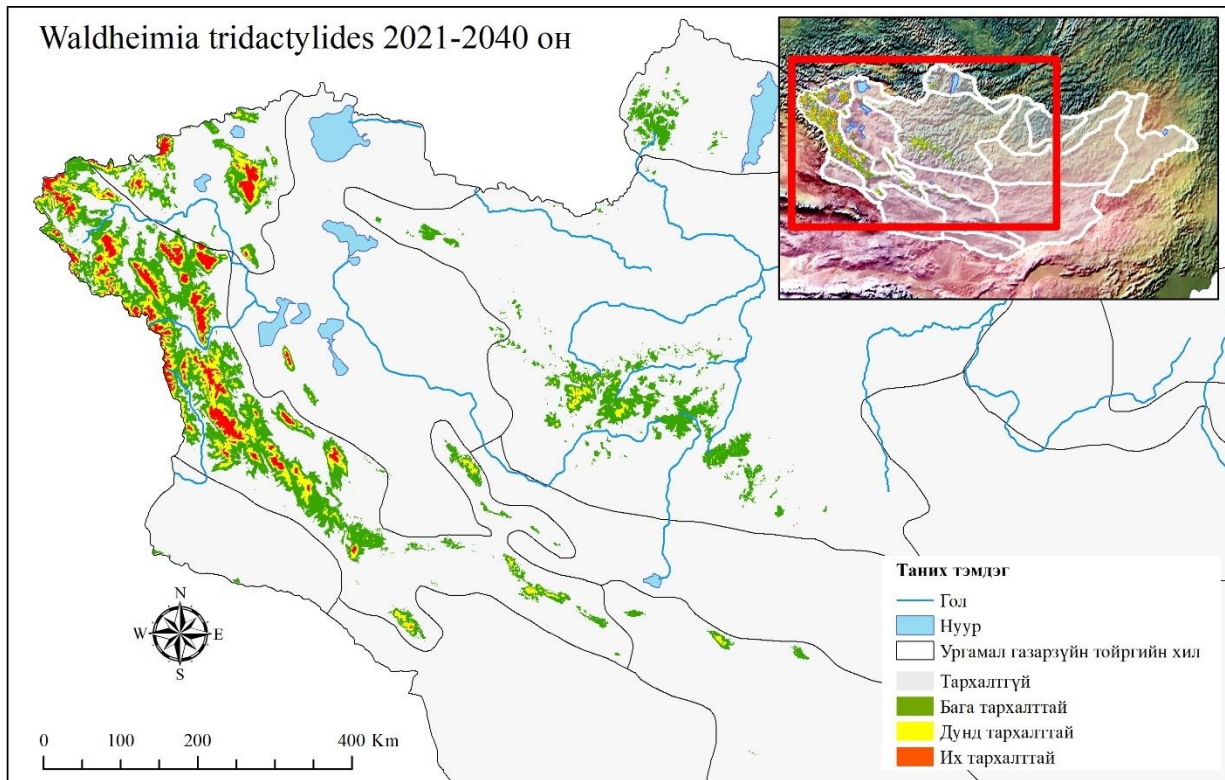 Waldheimia tridactylides 2021-2040 он
N
W E
S
0 100 200 400 Km
Таних тэмдэг
Гол
Нуур
Ургамал газарзүйн тойргийн хил
Тархалтгүй
Бага тархалттай
Дунд тархалттай
Их тархалттай